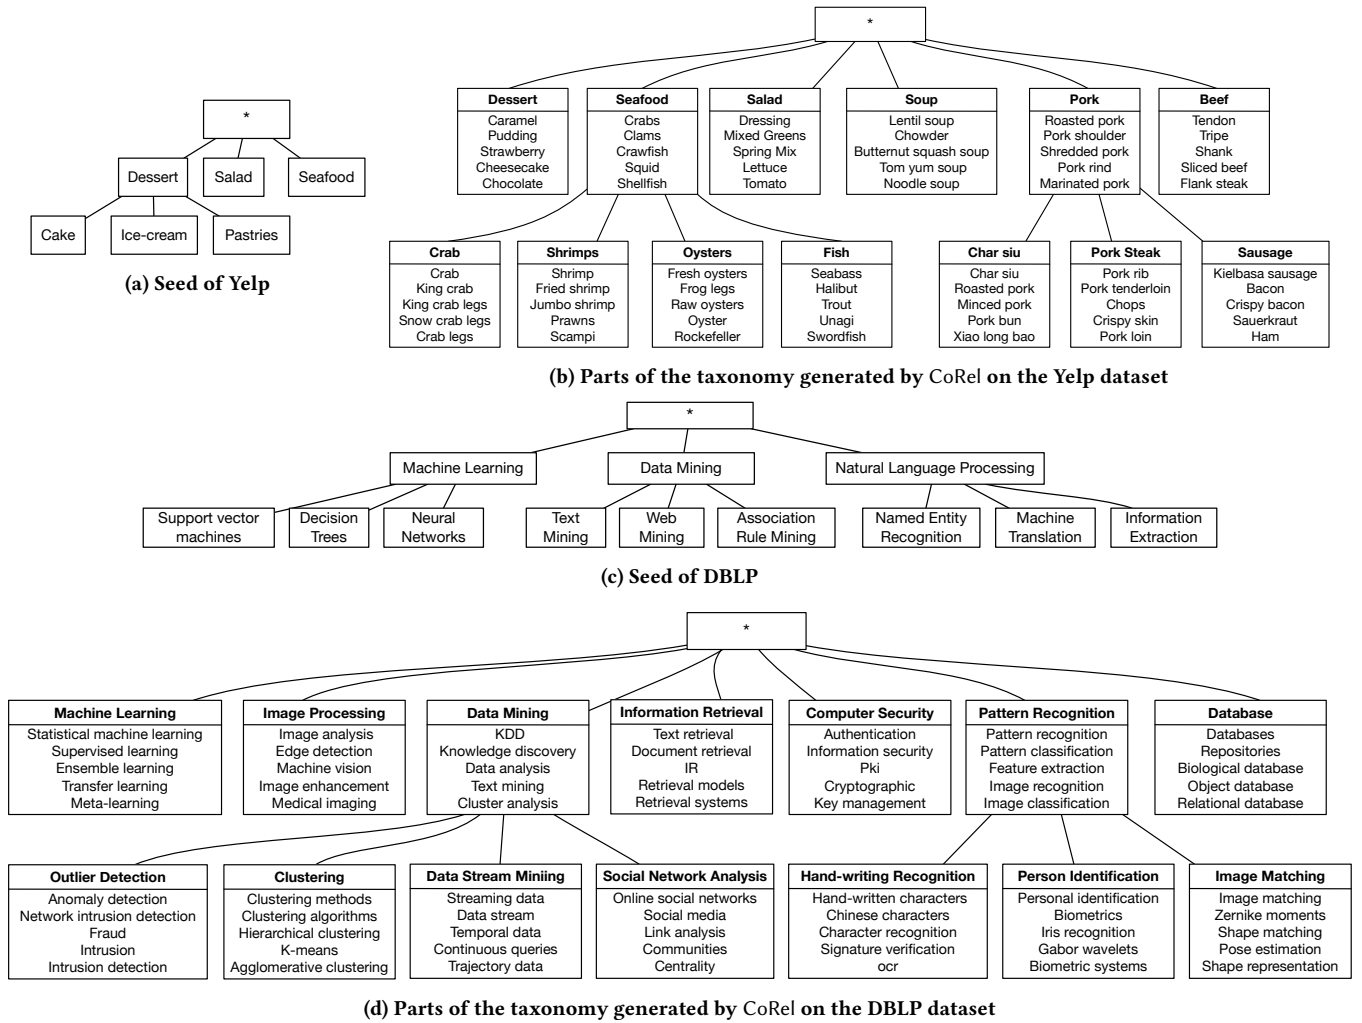 *
Dessert
Salad
Seafood
Cake
Ice-cream
Pastries
(a) Seed of Yelp
*
Dessert
Caramel
Pudding
Strawberry
Cheesecake
Chocolate
Seafood
Crabs
Clams
Crawfish
Squid
Shellfish
Salad
Dressing
Mixed Greens
Spring Mix
Lettuce
Tomato
Soup
Lentil soup
Chowder
Butternut squash soup
Tom yum soup
Noodle soup
Pork
Roasted pork
Pork shoulder
Shredded pork
Pork rind
Marinated pork
Beef
Tendon
Tripe
Shank
Sliced beef
Flank steak
Crab
Crab
King crab
King crab legs
Snow crab legs
Crab legs
Shrimps
Shrimp
Fried shrimp
Jumbo shrimp
Prawns
Scampi
Oysters
Fresh oysters
Frog legs
Raw oysters
Oyster
Rockefeller
Fish
Seabass
Halibut
Trout
Unagi
Swordfish
Char siu
Char siu
Roasted pork
Minced pork
Pork bun
Xiao long bao
Pork Steak
Pork rib
Pork tenderloin
Chops
Crispy skin
Pork loin
Sausage
Kielbasa sausage
Bacon
Crispy bacon
Sauerkraut
Ham
(b) Parts of the taxonomy generated by CoRel on the Yelp dataset
*
Machine Learning
Data Mining
Natural Language Processing
Support vector
machines
Decision
Trees
Neural
Networks
Text
Mining
Web
Mining
Association
Rule Mining
Named Entity
Recognition
Machine
Translation
Information
Extraction
(c) Seed of DBLP
*
Machine Learning
Statistical machine learning
Supervised learning
Ensemble learning
Transfer learning
Meta-learning
Image Processing
Image analysis
Edge detection
Machine vision
Image enhancement
Medical imaging
Data Mining
KDD
Knowledge discovery
Data analysis
Text mining
Cluster analysis
Information Retrieval
Text retrieval
Document retrieval
IR
Retrieval models
Retrieval systems
Computer Security
Authentication
Information security
Pki
Cryptographic
Key management
Pattern Recognition
Pattern recognition
Pattern classification
Feature extraction
Image recognition
Image classification
Database
Databases
Repositories
Biological database
Object database
Relational database
Outlier Detection
Anomaly detection
Network intrusion detection
Fraud
Intrusion
Intrusion detection
Clustering
Clustering methods
Clustering algorithms
Hierarchical clustering
K-means
Agglomerative clustering
Data Stream Miniing
Streaming data
Data stream
Temporal data
Continuous queries
Trajectory data
Social Network Analysis
Online social networks
Social media
Link analysis
Communities
Centrality
Hand-writing Recognition
Hand-written characters
Chinese characters
Character recognition
Signature verification
ocr
Person Identification
Personal identification
Biometrics
Iris recognition
Gabor wavelets
Biometric systems
Image Matching
Image matching
Zernike moments
Shape matching
Pose estimation
Shape representation
(d) Parts of the taxonomy generated by CoRel on the DBLP dataset